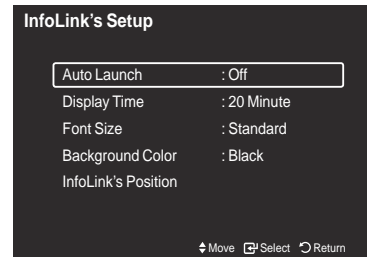 InfoLink's Setup
Auto Launch : Off
Display Time : 20 Minute
Font Size : Standard
Background Color : Black
InfoLink's Position
Move Select Return